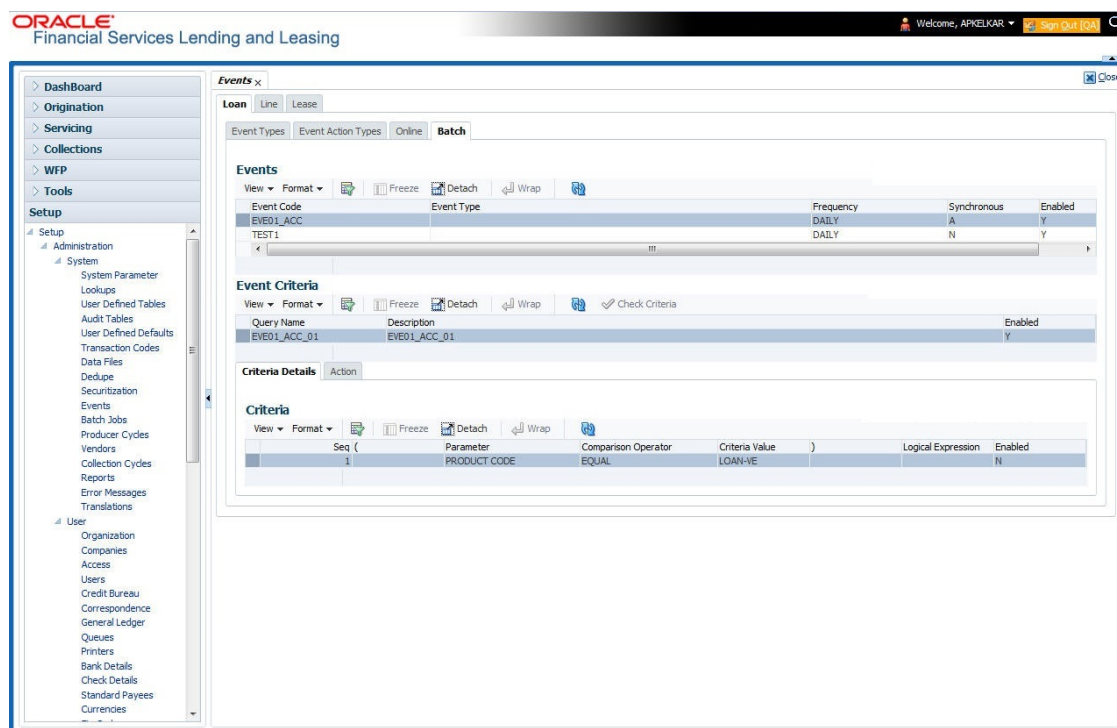 ORACLE
Welcome, APKELKAR
Sign Out [QA]
Financial Services Lending and Leasing
DashBoard
Origination
Servicing
Collections
WFP
Tools
Setup
Setup
Administration
System
System Parameter
Lookups
User Defined Tables
Audit Tables
User Defined Defaults
Transaction Codes
Data Files
Dedupe
Securitization
Events
Batch Jobs
Producer Cycles
Vendors
Collection Cycles
Reports
Error Messages
Translations
User
Organization
Companies
Access
Users
Credit Bureau
Correspondence
General Ledger
Queues
Printers
Bank Details
Check Details
Standard Payees
Currencies
Events
Close
Loan Line Lease
Event Types Event Action Types Online Batch
Events
View Format Freeze Detach Wrap
Event Code Event Type Frequency Synchronous Enabled
EVE01_ACC DAILY A Y
TEST1 DAILY N Y
Event Criteria
View Format Freeze Detach Wrap Check Criteria
Query Name Description Enabled
EVE01_ACC_01 EVE01_ACC_01 Y
Criteria Details Action
Criteria
View Format Freeze Detach Wrap
Seq ( Parameter Comparison Operator Criteria Value ) Logical Expression Enabled
1 PRODUCT CODE EQUAL LOAN-VE N